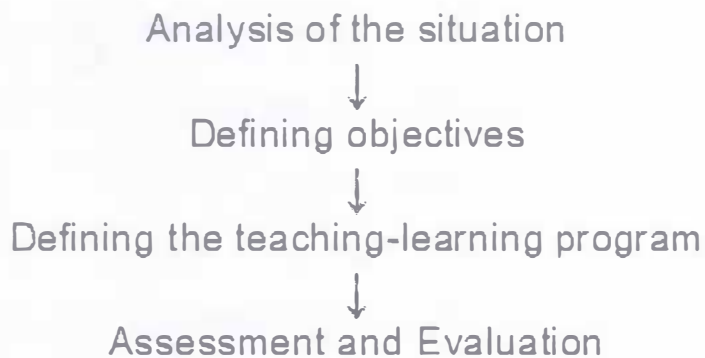 Analysis of the situation
Defining objectives
Defining the teaching-learning program
Assessment and Evaluation